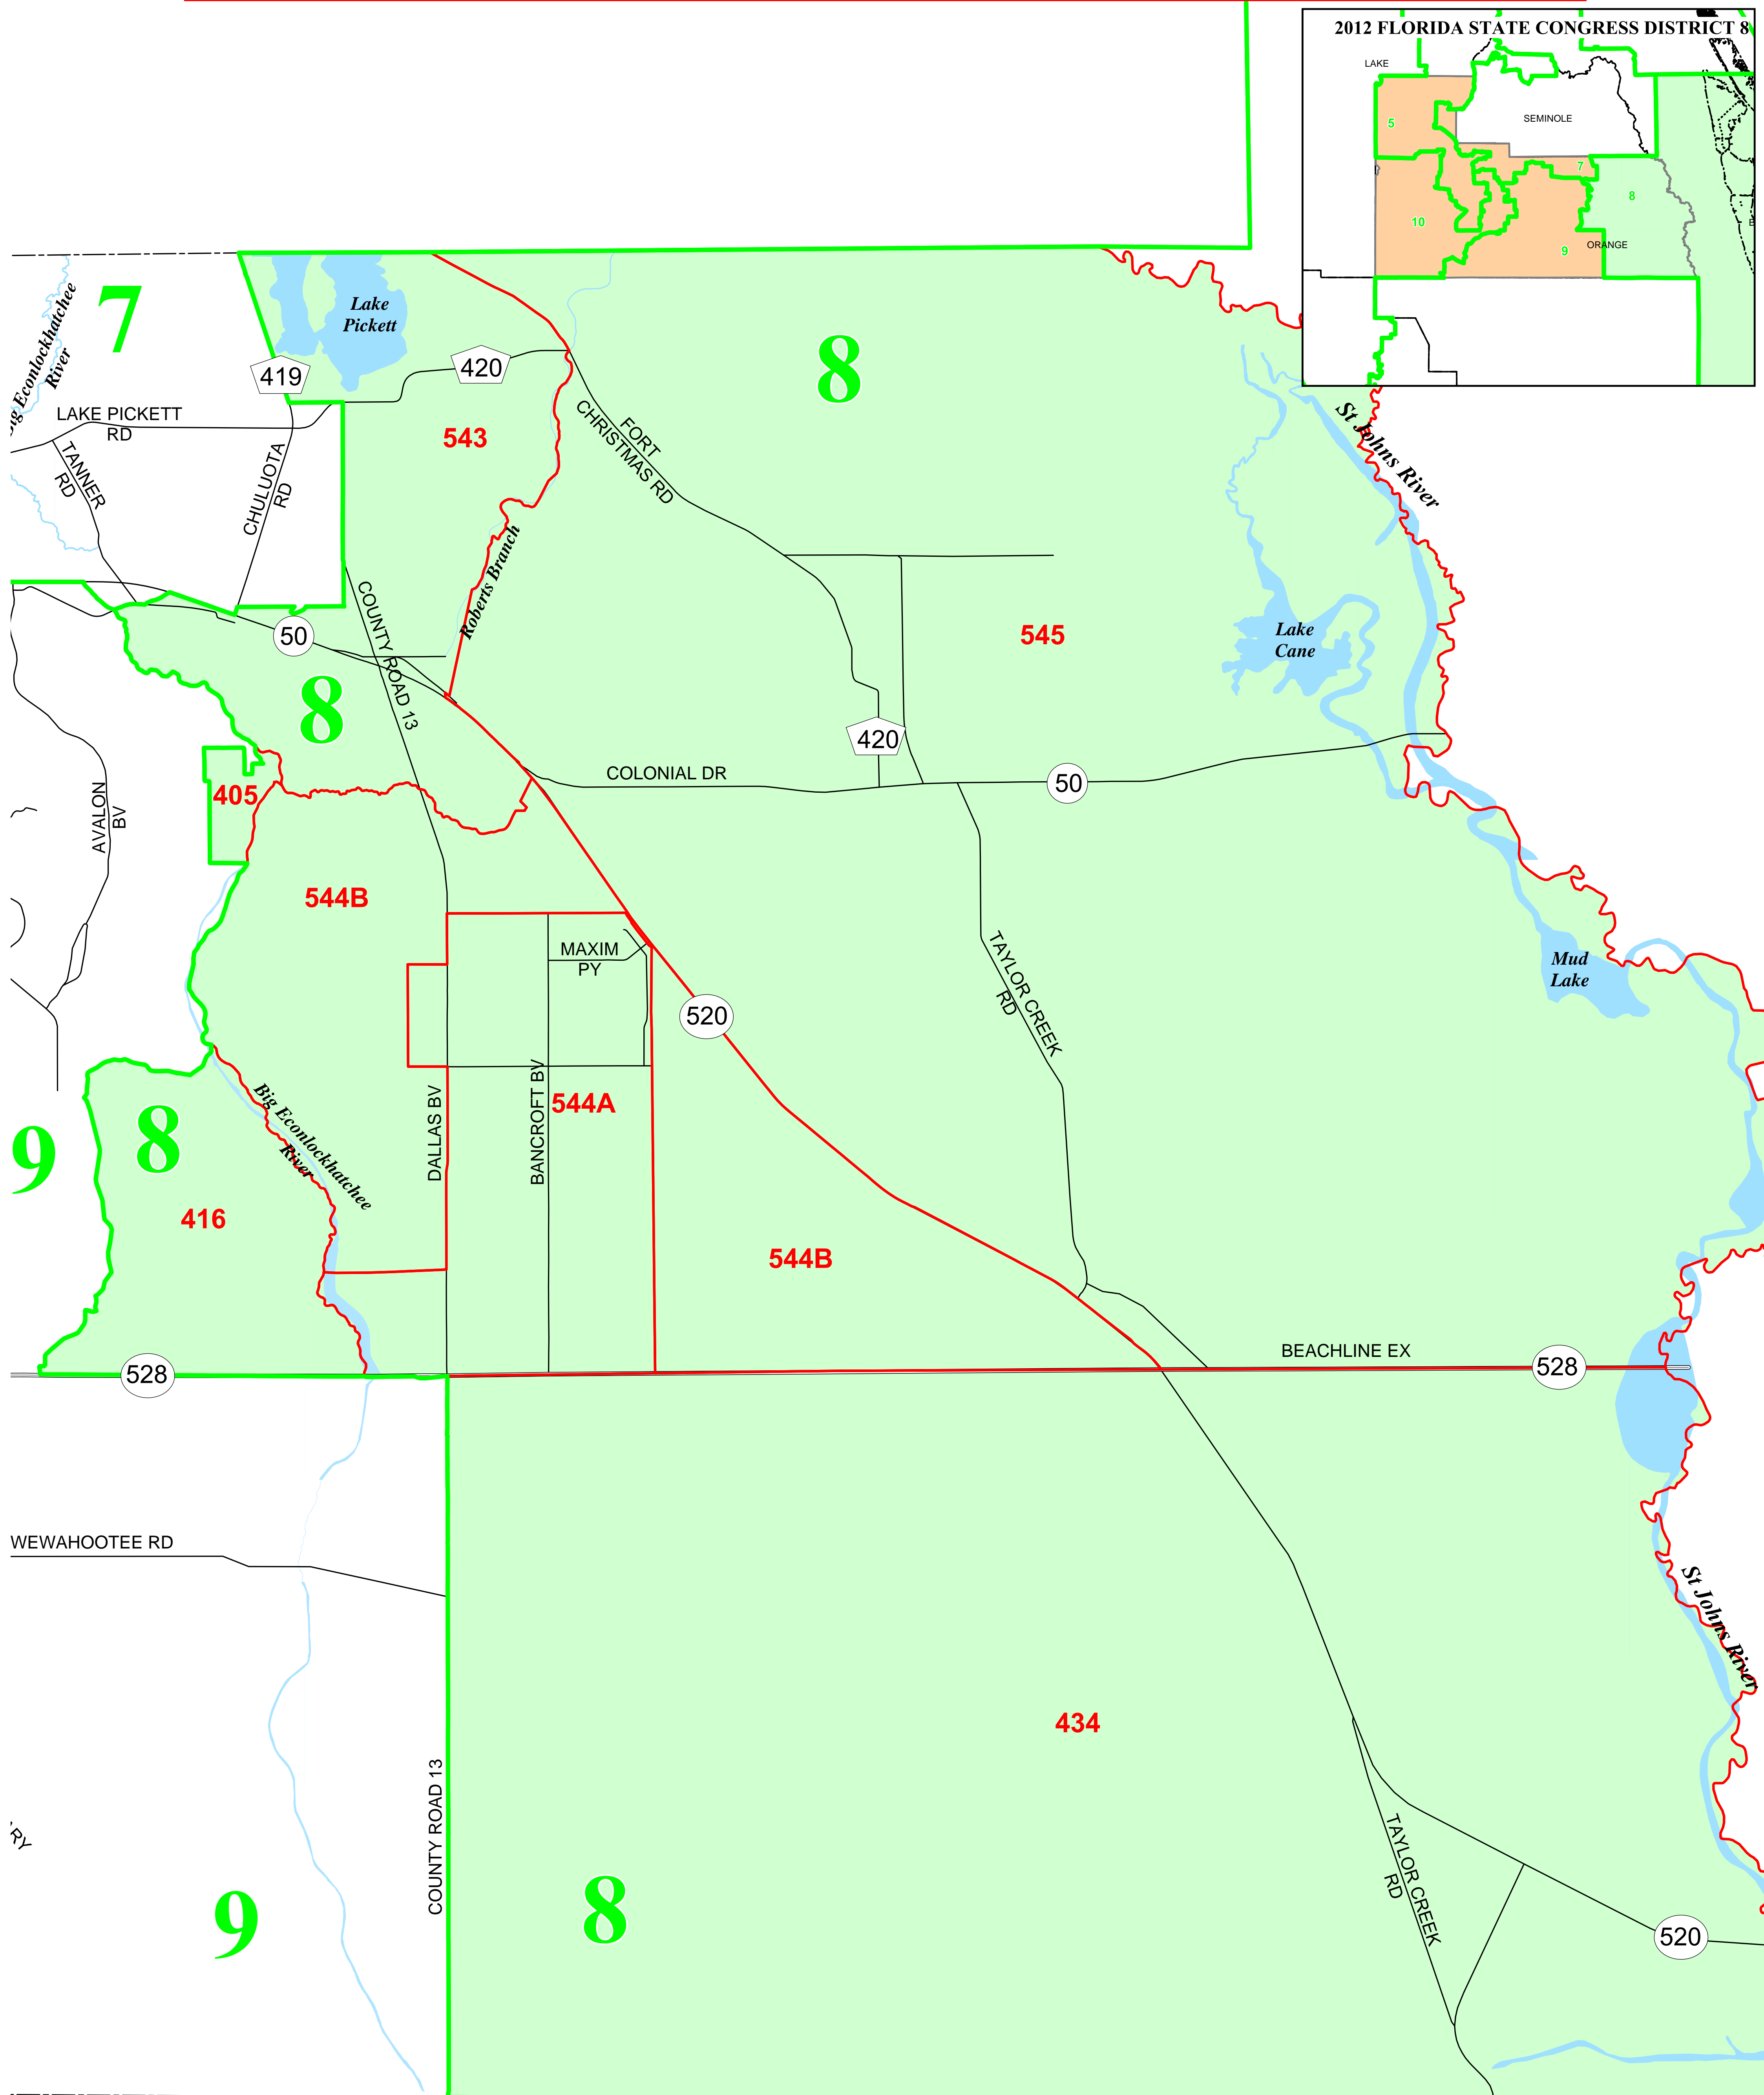 2012 FLORIDA STATE CONGRESS DISTRICT 8
LAKE
SEMINOLE
5
7
8
10
9
ORANGE
7
Big Econlockhatchee
River
Lake
Pickett
8
419
420
LAKE PICKETT
RD
TANNER
RD
CHULUOTA
RD
543
FORT
CHRISTMAS RD
St Johns River
Roberts Branch
COUNTY ROAD 13
50
545
Lake
Cane
8
420
COLONIAL DR
50
405
AVALON
BV
544B
MAXIM
PY
TAYLOR CREEK
RD
Mud
Lake
520
Big Econlockhatchee
River
DALLAS BV
BANCROFT BV
544A
9
8
416
544B
BEACHLINE EX
528
528
WEWAHOOTEE RD
St Johns River
434
COUNTY ROAD 13
TAYLOR CREEK
RD
RY
9
8
520